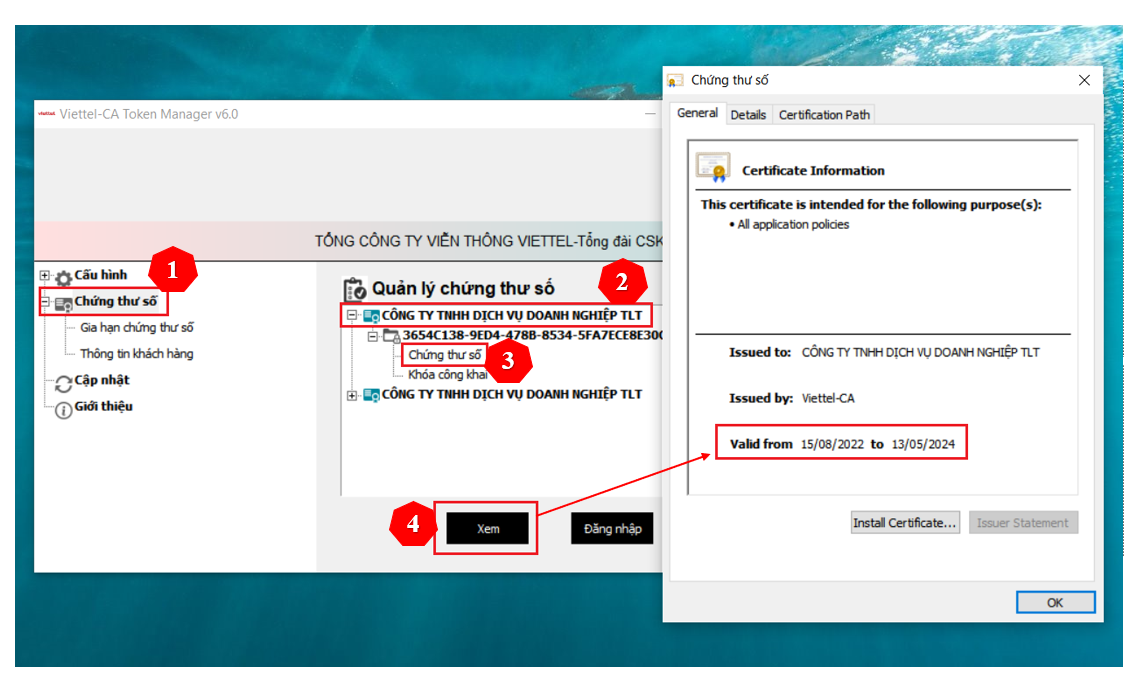 Viettel-CA Token Manager v6.0
TỔNG CÔNG TY VIỄN THÔNG VIETTEL-Tổng đài CSK
Cấu hình
1
Chứng thư số
Gia hạn chứng thư số
Thông tin khách hàng
Cập nhật
Giới thiệu
Quản lý chứng thư số
2
CÔNG TY TNHH DỊCH VỤ DOANH NGHIỆP TLT
3654C138-9ED4-478B-8534-5FA7ECE8E30
Chứng thư số
3
Khóa công khai
CÔNG TY TNHH DỊCH VỤ DOANH NGHIỆP TLT
4
Xem
Đăng nhập
Chứng thư số
General
Details
Certification Path
Certificate Information
This certificate is intended for the following purpose(s):
• All application policies
Issued to: CÔNG TY TNHH DỊCH VỤ DOANH NGHIỆP TLT
Issued by: Viettel-CA
Valid from 15/08/2022 to 13/05/2024
Install Certificate...
Issuer Statement
OK